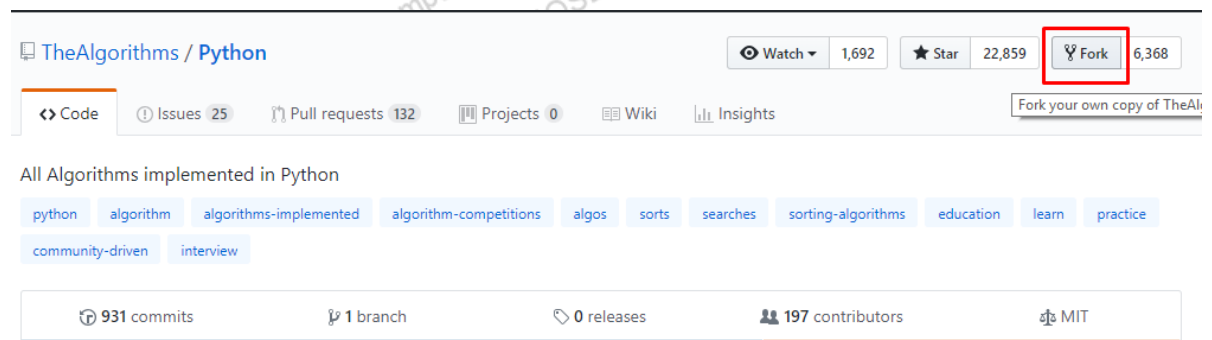 TheAlgorithms / Python
Watch 1,692 Star 22,859 Fork 6,368
Code Issues 25 Pull requests 132 Projects 0 Wiki Insights
Fork your own copy of TheAl
All Algorithms implemented in Python
python algorithm algorithms-implemented algorithm-competitions algos sorts searches sorting-algorithms education learn practice
community-driven interview
931 commits 1 branch 0 releases 197 contributors MIT